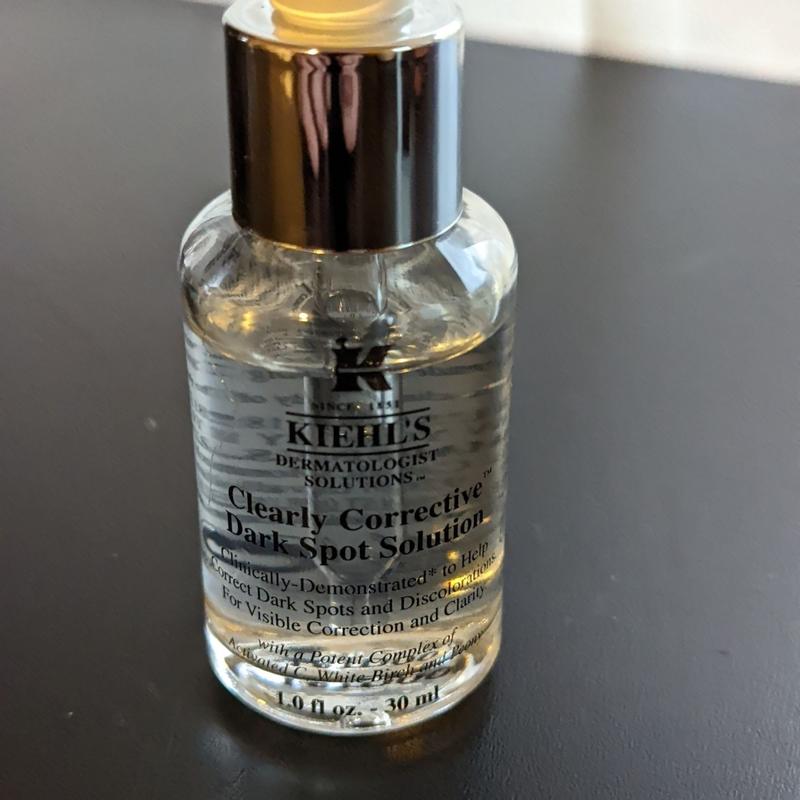 K
SINCE 1851
KIEHL'S
DERMATOLOGIST
SOLUTIONS™
Clearly Corrective™
Dark Spot Solution
Clinically-Demonstrated* to Help
Correct Dark Spots and Discolorations.
For Visible Correction and Clarity
with a Potent Complex of
Activated C, White Birch and Peony
1.0 fl oz. - 30 ml